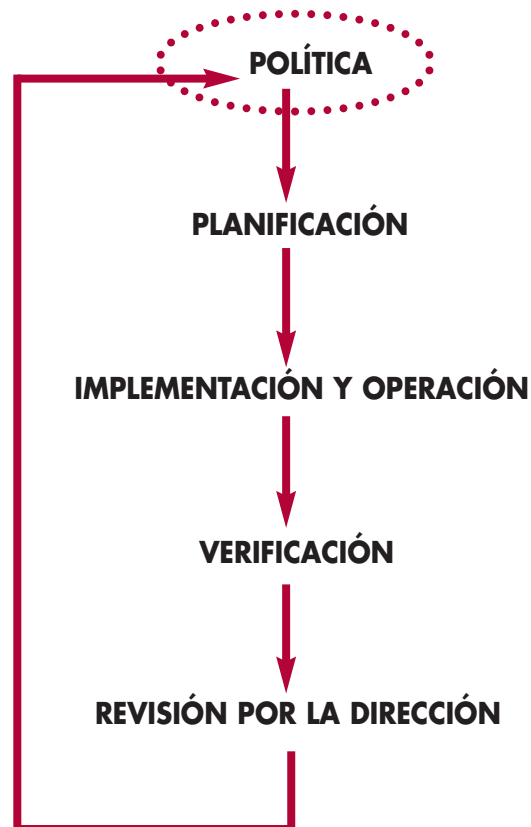 POLÍTICA
PLANIFICACIÓN
IMPLEMENTACIÓN Y OPERACIÓN
VERIFICACIÓN
REVISIÓN POR LA DIRECCIÓN